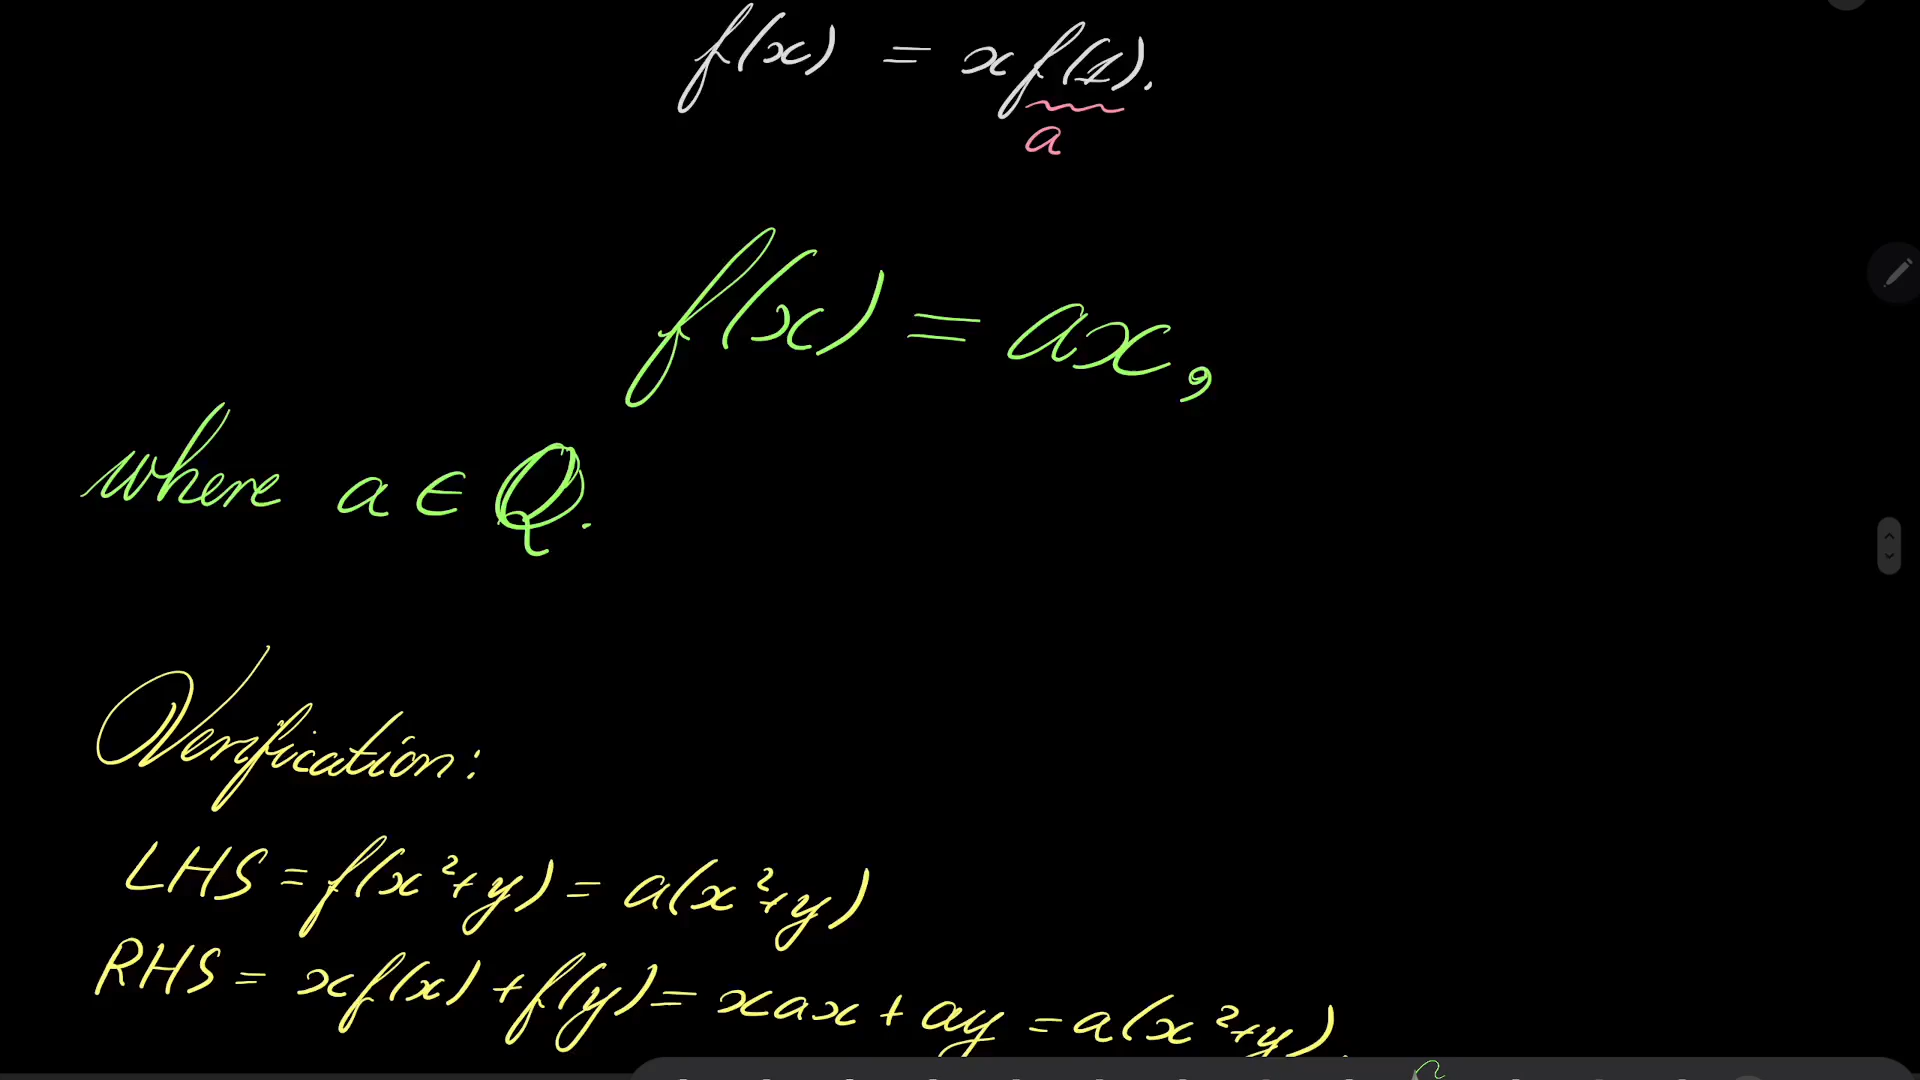 f(x) = xf(1).
a
f(x) = ax,
where a ∈ Q.
Verification:
LHS = f(x²+y) = a(x²+y)
RHS = xf(x) + f(y) = xax + ay = a(x²+y).